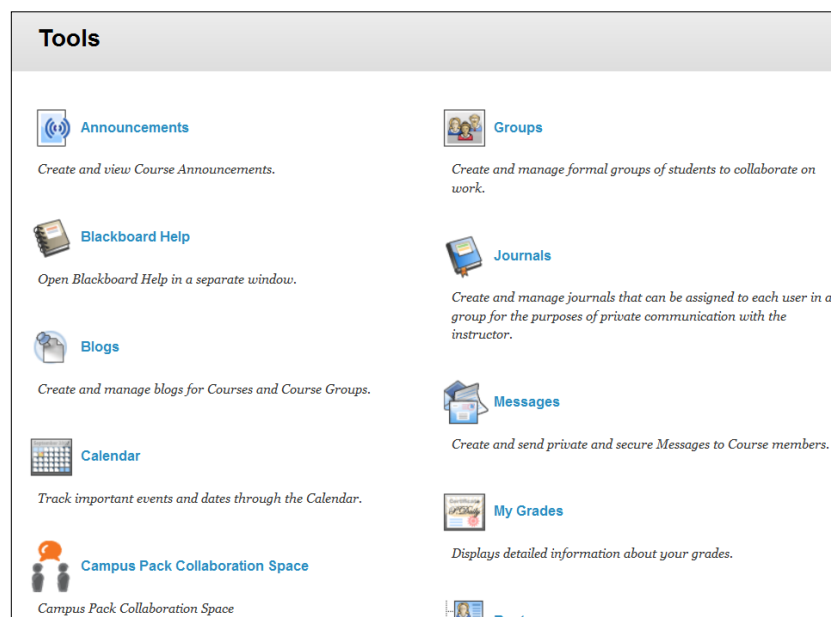 Tools
Announcements
Create and view Course Announcements.
Blackboard Help
Open Blackboard Help in a separate window.
Blogs
Create and manage blogs for Courses and Course Groups.
Calendar
Track important events and dates through the Calendar.
Campus Pack Collaboration Space
Campus Pack Collaboration Space
Groups
Create and manage formal groups of students to collaborate on
work.
Journals
Create and manage journals that can be assigned to each user in a
group for the purposes of private communication with the
instructor.
Messages
Create and send private and secure Messages to Course members.
My Grades
Displays detailed information about your grades.